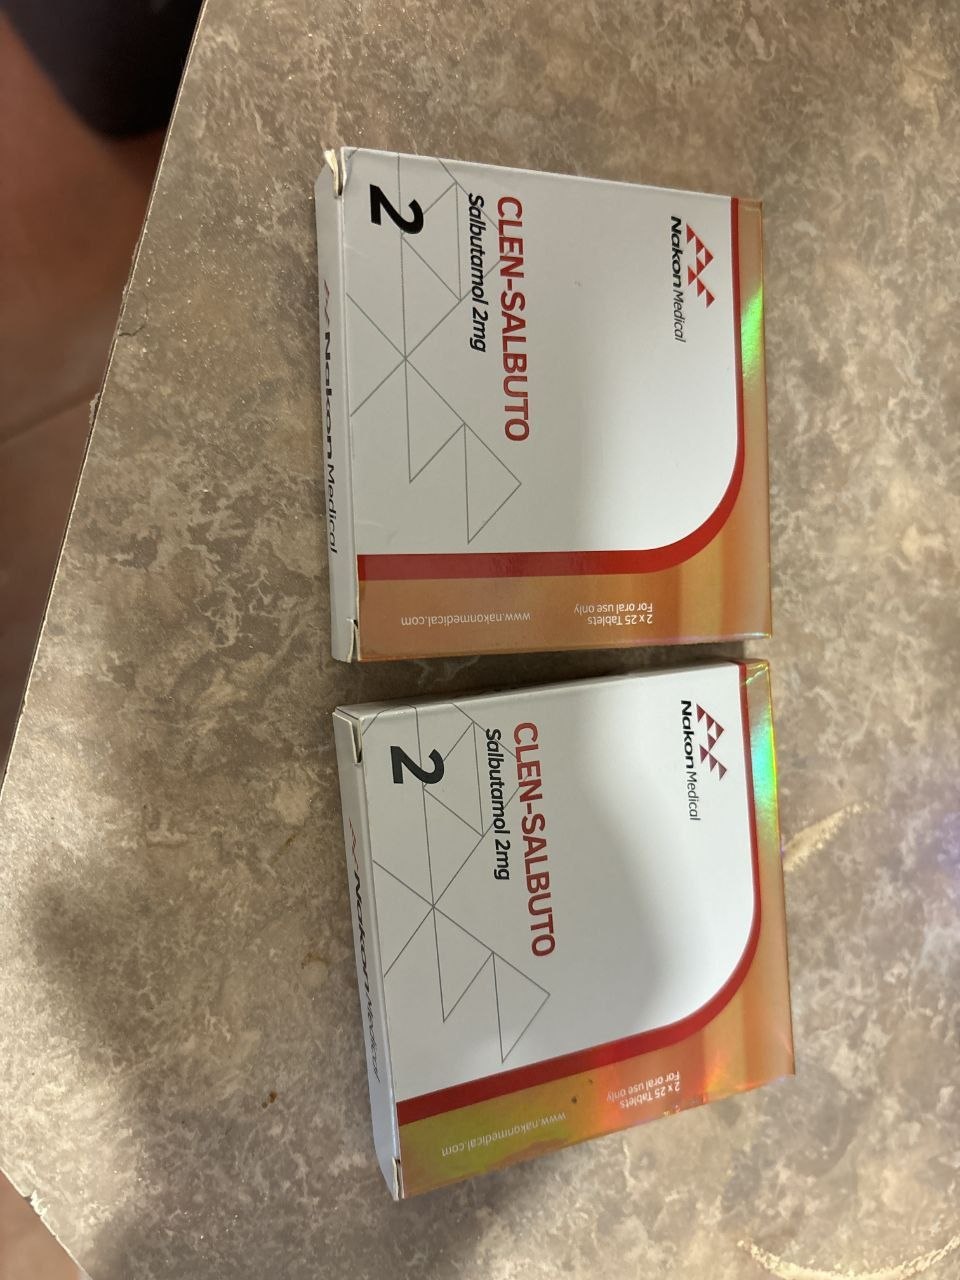 Nakon Medical
CLEN-SALBUTO
Salbutamol 2mg
2
2 x 25 Tablets
For oral use only
www.nakonmedical.com
Nakon Medical
Nakon Medical
CLEN-SALBUTO
Salbutamol 2mg
2
2 x 25 Tablets
For oral use only
www.nakonmedical.com
Nakon Medical